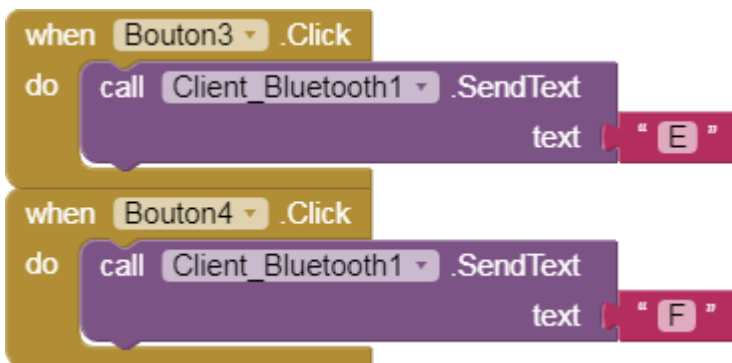 when Bouton3 .Click
do call Client_Bluetooth1 .SendText
text “ E ”
when Bouton4 .Click
do call Client_Bluetooth1 .SendText
text “ F ”